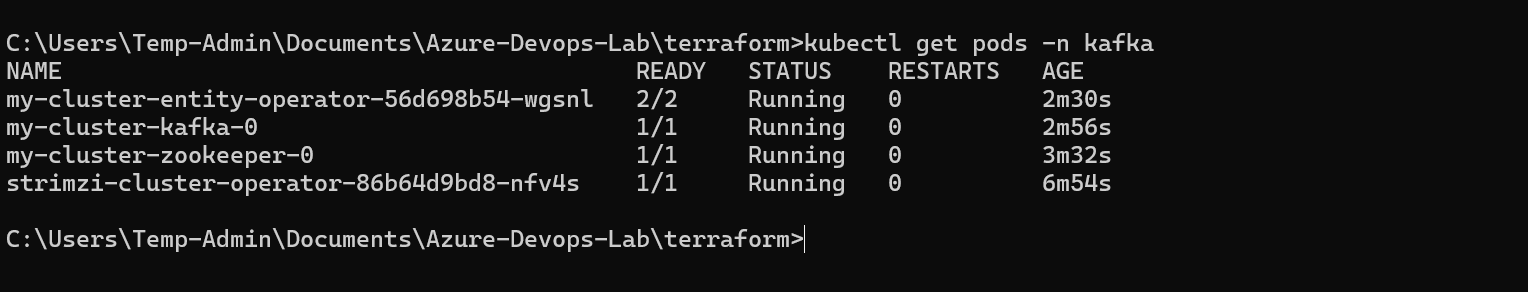 C:\Users\Temp-Admin\Documents\Azure-Devops-Lab\terraform>kubectl get pods -n kafka
NAME READY STATUS RESTARTS AGE
my-cluster-entity-operator-56d698b54-wgsnl 2/2 Running 0 2m30s
my-cluster-kafka-0 1/1 Running 0 2m56s
my-cluster-zookeeper-0 1/1 Running 0 3m32s
strimzi-cluster-operator-86b64d9bd8-nfv4s 1/1 Running 0 6m54s
C:\Users\Temp-Admin\Documents\Azure-Devops-Lab\terraform>